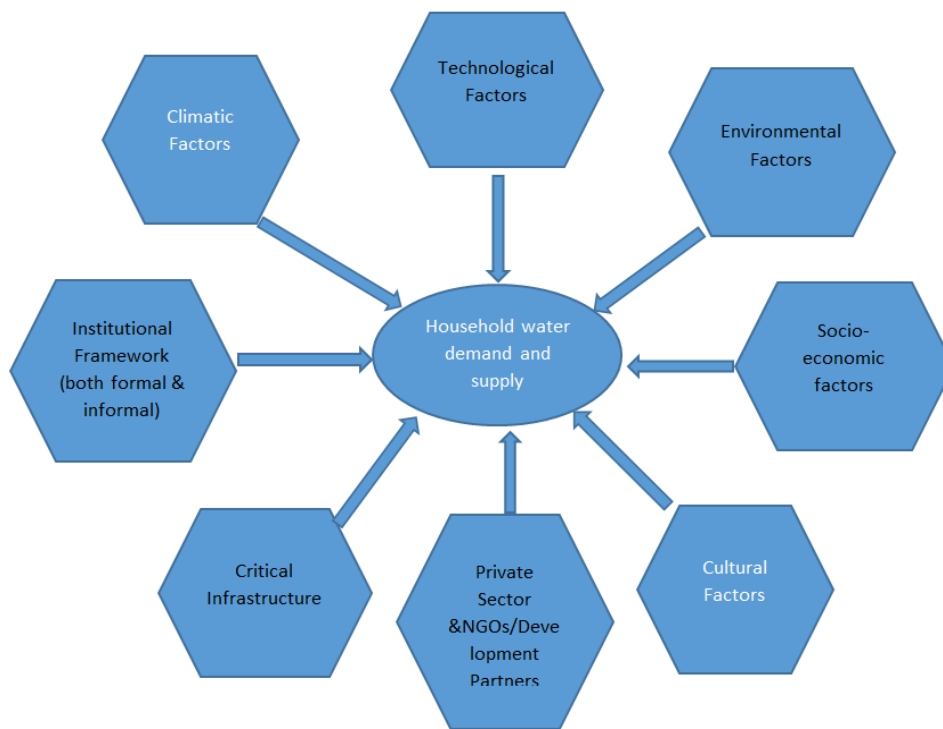 Technological
Factors
Climatic
Factors
Environmental
Factors
Household water
demand and
supply
Institutional
Framework
(both formal &
informal)
Socio-
economic
factors
Critical
Infrastructure
Private
Sector
&NGOs/Deve
lopment
Partners
Cultural
Factors